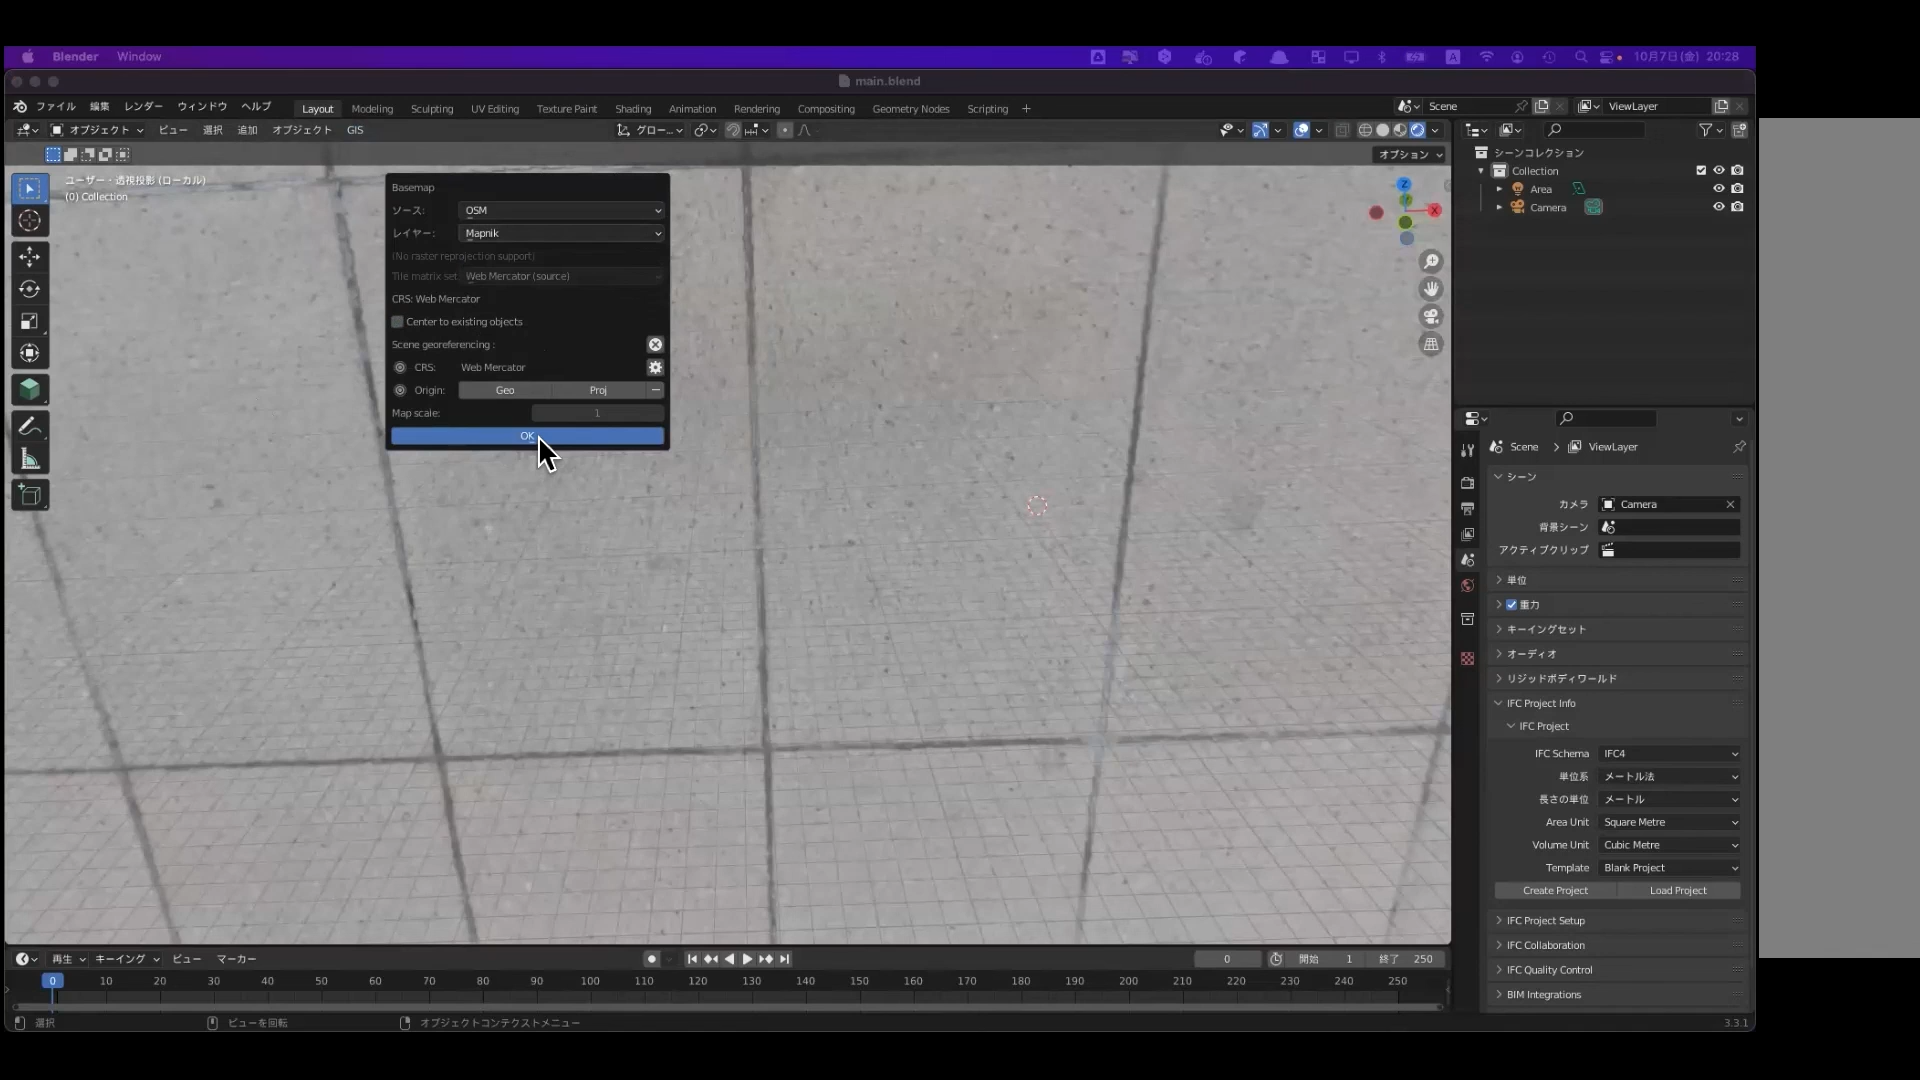 Blender Window 10月7日(金) 20:28
main.blend
ファイル 編集 レンダー ウィンドウ ヘルプ Layout Modeling Sculpting UV Editing Texture Paint Shading Animation Rendering Compositing Geometry Nodes Scripting + Scene ViewLayer
オブジェクト ビュー 選択 追加 オブジェクト GIS グロー...
オプション
ユーザー・透視投影 (ローカル)
(0) Collection
Basemap
ソース: OSM
レイヤー: Mapnik
(No raster reprojection support)
Tile matrix set: Web Mercator (source)
CRS: Web Mercator
Center to existing objects
Scene georeferencing :
CRS: Web Mercator
Origin: Geo Proj
Map scale: 1
OK
Z
X
シーンコレクション
Collection
Area
Camera
Scene > ViewLayer
シーン
カメラ Camera
背景シーン
アクティブクリップ
単位
重力
キーイングセット
オーディオ
リジッドボディワールド
IFC Project Info
IFC Project
IFC Schema IFC4
単位系 メートル法
長さの単位 メートル
Area Unit Square Metre
Volume Unit Cubic Metre
Template Blank Project
Create Project Load Project
IFC Project Setup
IFC Collaboration
IFC Quality Control
BIM Integrations
再生 キーイング ビュー マーカー 0 開始 1 終了 250
0 10 20 30 40 50 60 70 80 90 100 110 120 130 140 150 160 170 180 190 200 210 220 230 240 250
選択 ビューを回転 オブジェクトコンテクストメニュー 3.3.1